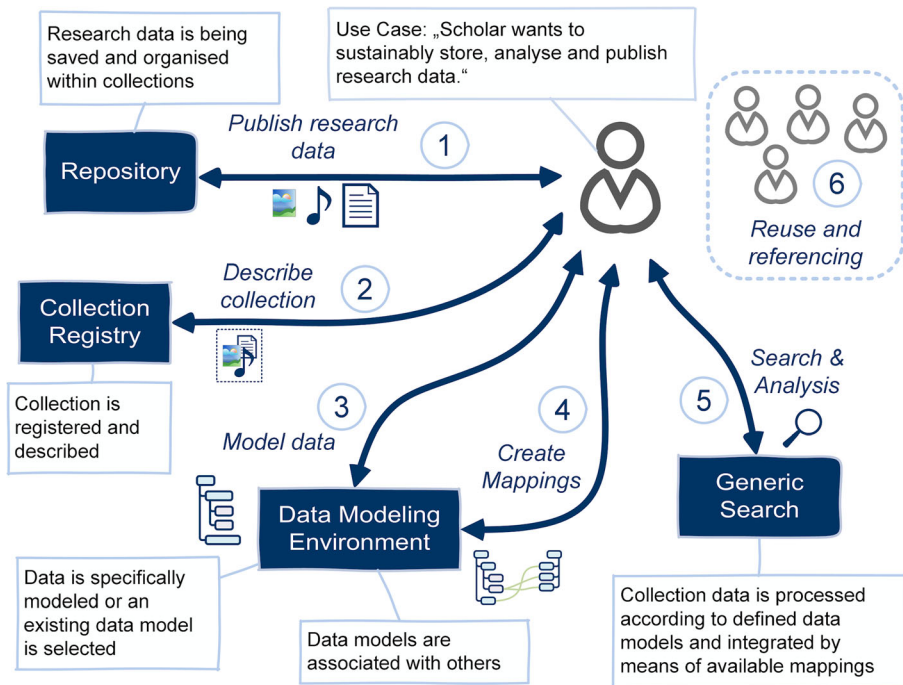 Research data is being
saved and organised
within collections
Use Case: „Scholar wants to
sustainably store, analyse and publish
research data.“
Publish research
data
1
Repository
6
Reuse and
referencing
Describe
collection
2
Collection
Registry
Collection is
registered and
described
3
Model data
4
Create
Mappings
5
Search &
Analysis
Data Modeling
Environment
Generic
Search
Data is specifically
modeled or an
existing data model
is selected
Data models are
associated with others
Collection data is processed
according to defined data
models and integrated by
means of available mappings